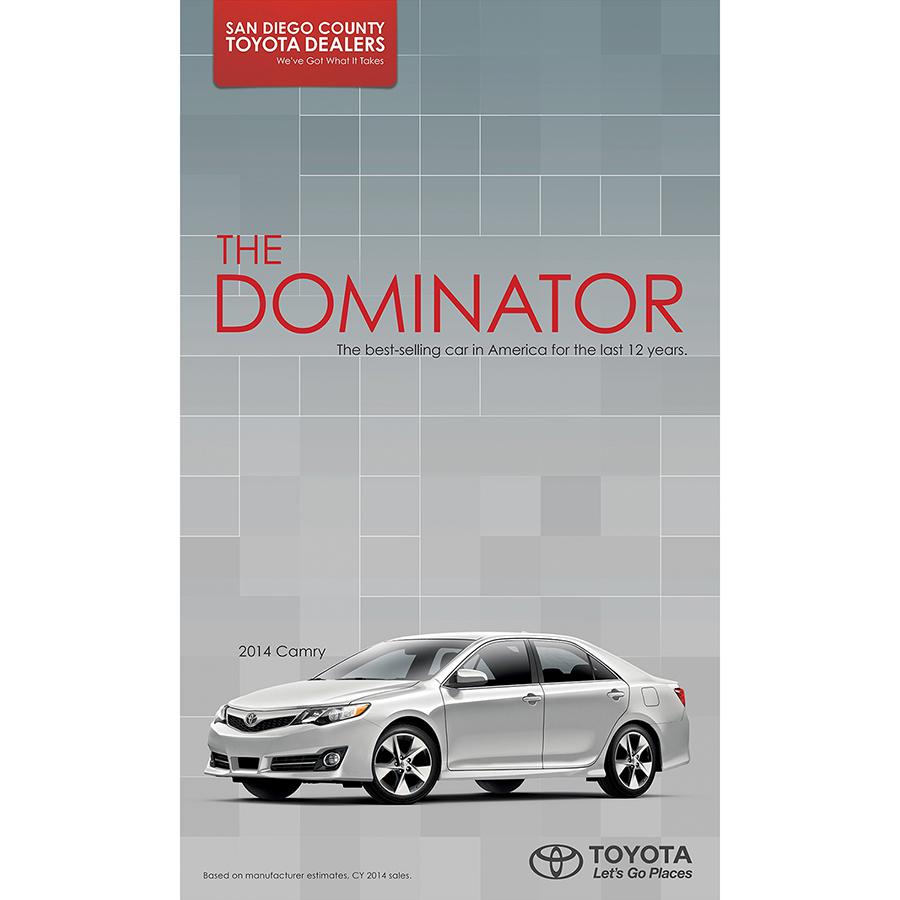 SAN DIEGO COUNTY
TOYOTA DEALERS
We've Got What It Takes
THE
DOMINATOR
The best-selling car in America for the last 12 years.
2014 Camry
TOYOTA
Let's Go Places
Based on manufacturer estimates, CY 2014 sales.